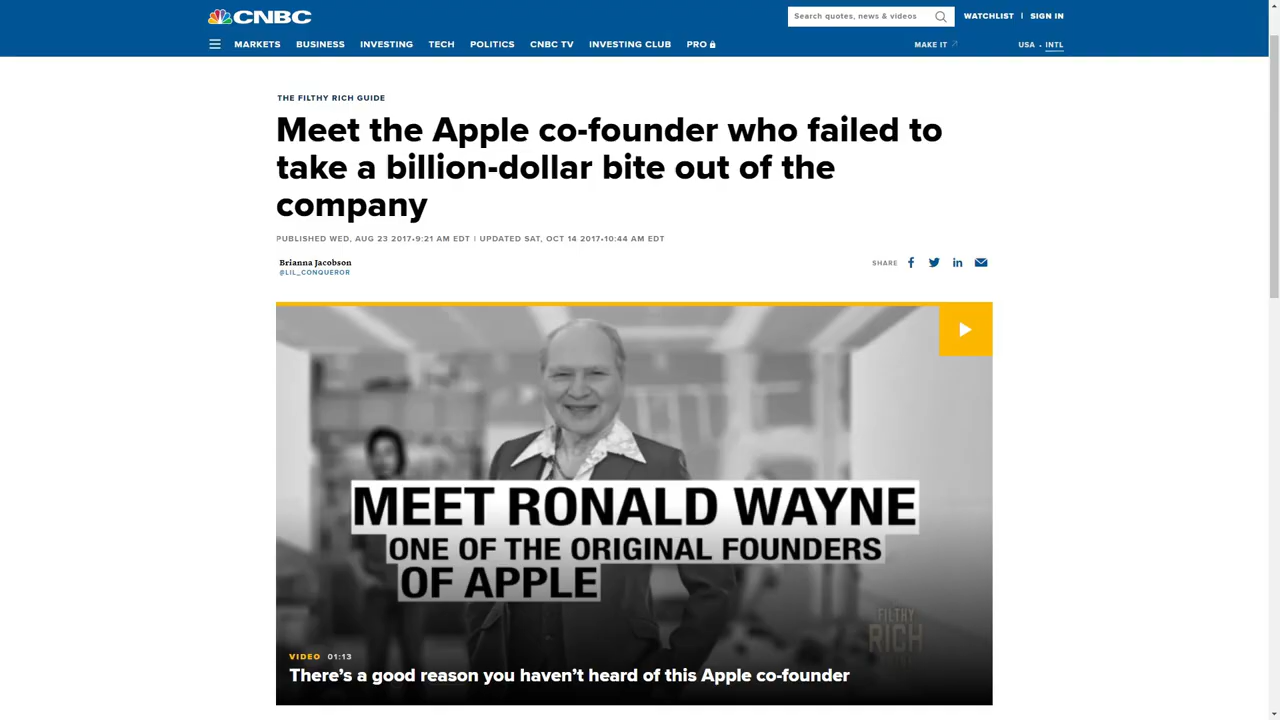 CNBC
Search quotes, news & videos
WATCHLIST | SIGN IN
MARKETS BUSINESS INVESTING TECH POLITICS CNBC TV INVESTING CLUB PRO
MAKE IT
USA • INTL
THE FILTHY RICH GUIDE
Meet the Apple co-founder who failed to
take a billion-dollar bite out of the
company
PUBLISHED WED, AUG 23 2017•9:21 AM EDT | UPDATED SAT, OCT 14 2017•10:44 AM EDT
Brianna Jacobson
@LIL_CONQUEROR
SHARE
MEET RONALD WAYNE
ONE OF THE ORIGINAL FOUNDERS
OF APPLE
FILTHY
RICH
VIDEO 01:13
There's a good reason you haven't heard of this Apple co-founder